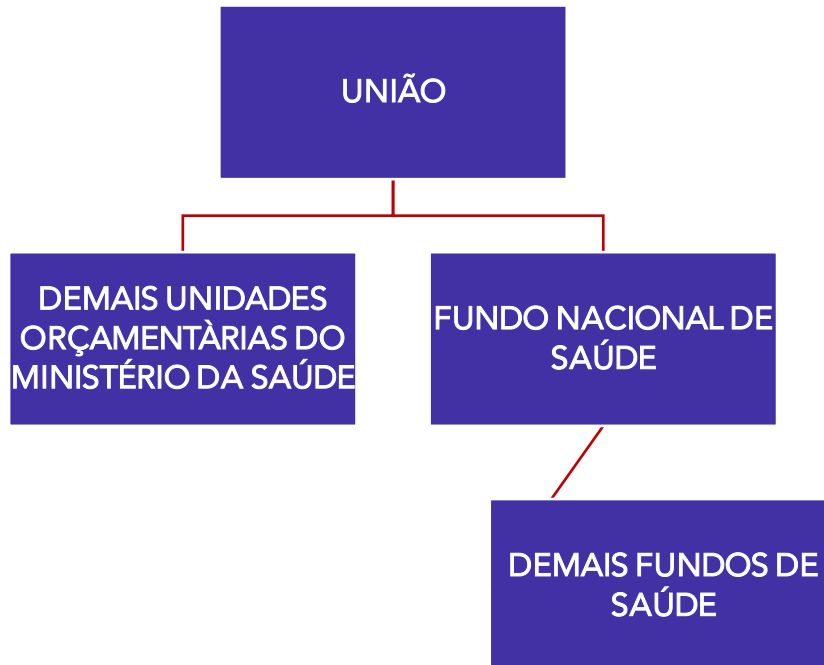 UNIÃO
DEMAIS UNIDADES
ORÇAMENTÀRIAS DO
MINISTÉRIO DA SAÚDE
FUNDO NACIONAL DE
SAÚDE
DEMAIS FUNDOS DE
SAÚDE